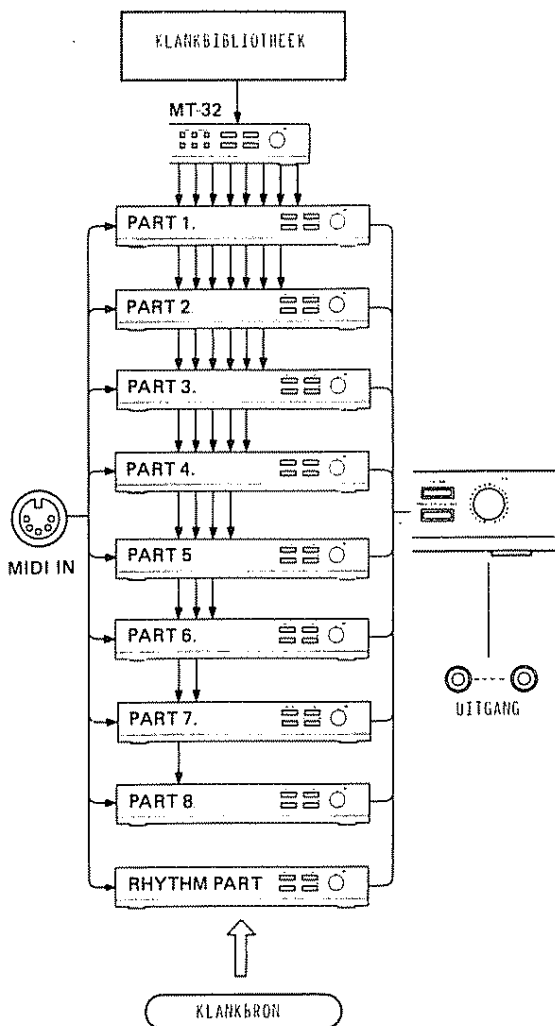 KLANKBIBLIOTHEEK
MT-32
PART 1.
PART 2
PART 3.
PART 4.
MIDI IN
PART 5
PART 6.
PART 7.
UITGANG
PART 8
RHYTHM PART
KLANKbRON